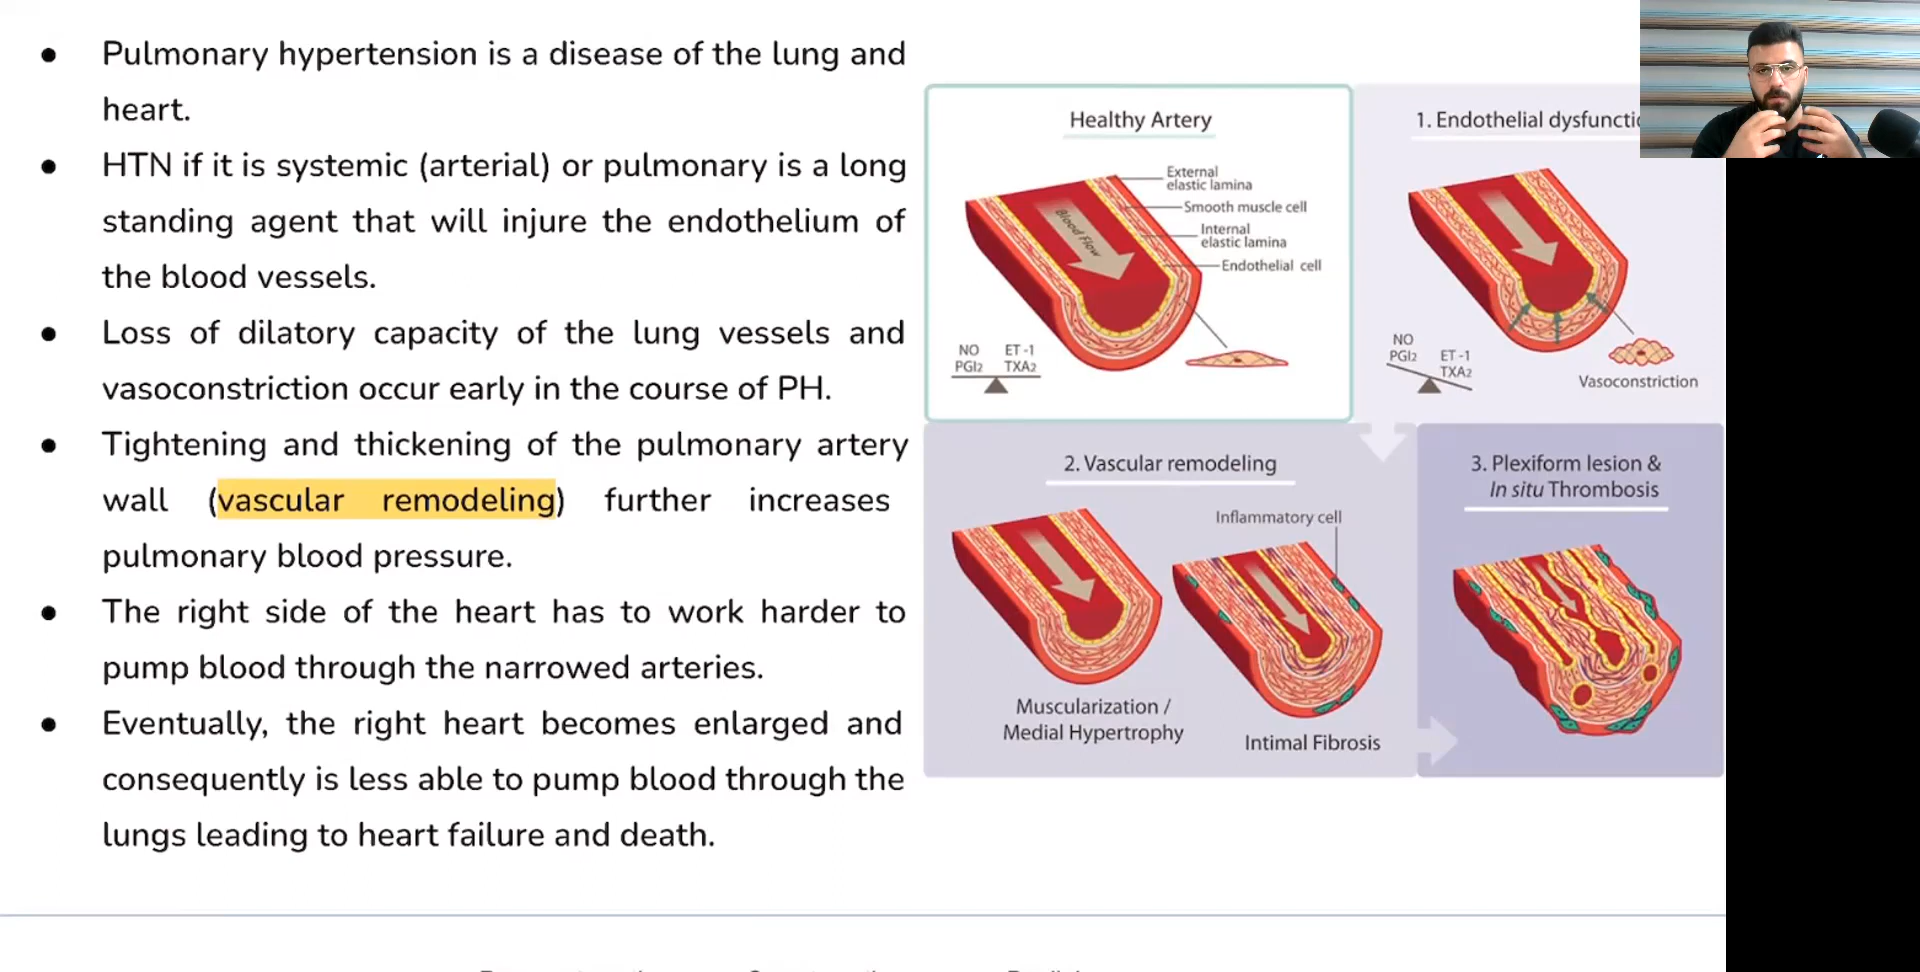 ● Pulmonary hypertension is a disease of the lung and
heart.
● HTN if it is systemic (arterial) or pulmonary is a long
standing agent that will injure the endothelium of
the blood vessels.
● Loss of dilatory capacity of the lung vessels and
vasoconstriction occur early in the course of PH.
● Tightening and thickening of the pulmonary artery
wall (vascular remodeling) further increases
pulmonary blood pressure.
● The right side of the heart has to work harder to
pump blood through the narrowed arteries.
● Eventually, the right heart becomes enlarged and
consequently is less able to pump blood through the
lungs leading to heart failure and death.
Healthy Artery
External
elastic lamina
Smooth muscle cell
Internal
elastic lamina
Endothelial cell
Blood Flow
NO ET-1
PGI2 TXA2
1. Endothelial
NO
PGI2 ET-1
TXA2
Vasoconstriction
2. Vascular remodeling
Inflammatory cell
Muscularization /
Medial Hypertrophy
Intimal Fibrosis
3. Plexiform lesion &
In situ Thrombosis